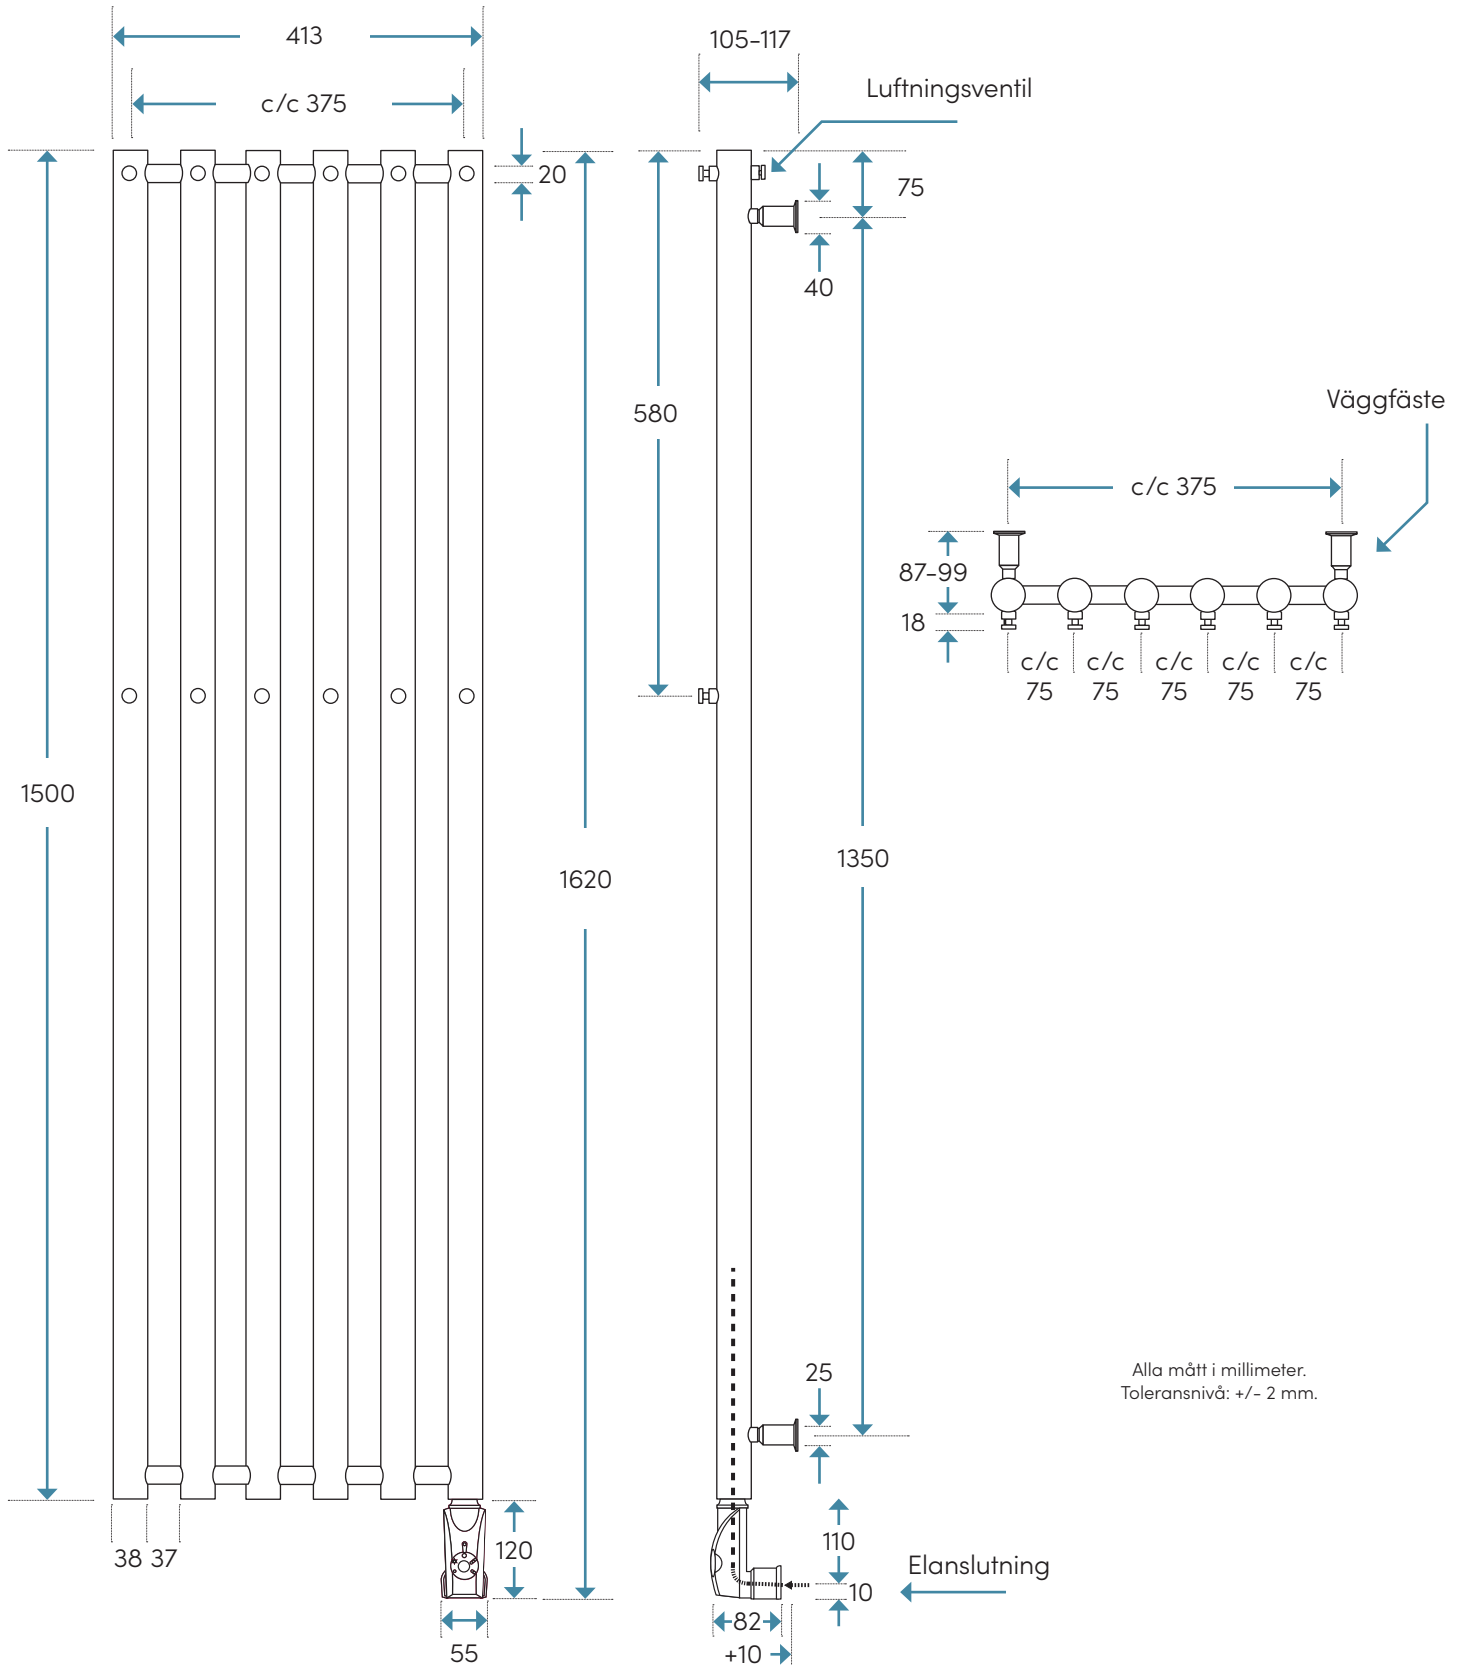 413
c/c 375
105-117
Luftningsventil
20
75
40
580
Väggfäste
c/c 375
87-99
18
c/c c/c c/c c/c c/c
75 75 75 75 75
1500
1620
1350
25
Alla mått i millimeter.
Toleransnivå: +/- 2 mm.
38 37
120
110
Elanslutning
10
82
55
+10